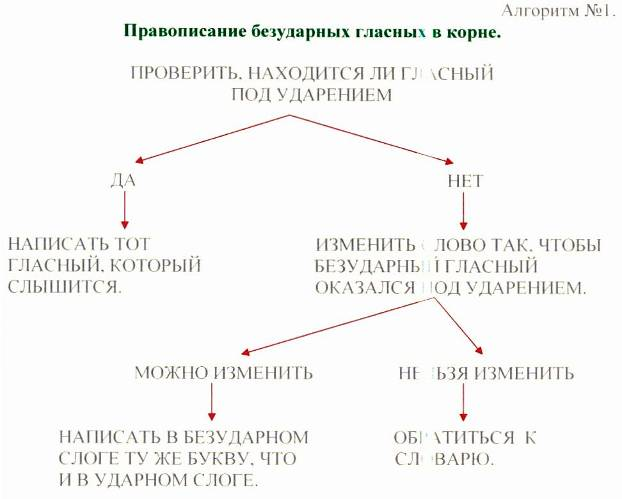 Алгоритм №1.
Правописание безударных гласных в корне.
ПРОВЕРИТЬ, НАХОДИТСЯ ЛИ ГЛАСНЫЙ
ПОД УДАРЕНИЕМ
ДА
НЕТ
НАПИСАТЬ ТОТ
ГЛАСНЫЙ, КОТОРЫЙ
СЛЫШИТСЯ.
ИЗМЕНИТЬ СЛОВО ТАК, ЧТОБЫ
БЕЗУДАРНЫЙ ГЛАСНЫЙ
ОКАЗАЛСЯ ПОД УДАРЕНИЕМ.
МОЖНО ИЗМЕНИТЬ
НЕЛЬЗЯ ИЗМЕНИТЬ
НАПИСАТЬ В БЕЗУДАРНОМ
СЛОГЕ ТУ ЖЕ БУКВУ, ЧТО
И В УДАРНОМ СЛОГЕ.
ОБРАТИТЬСЯ К
СЛОВАРЮ.